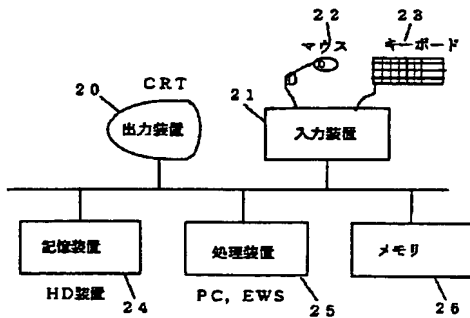 22
23
マウス
キーボード
20
CRT
21
出力装置
入力装置
記憶装置
処理装置
メモリ
HD装置
24
PC, EWS
25
26